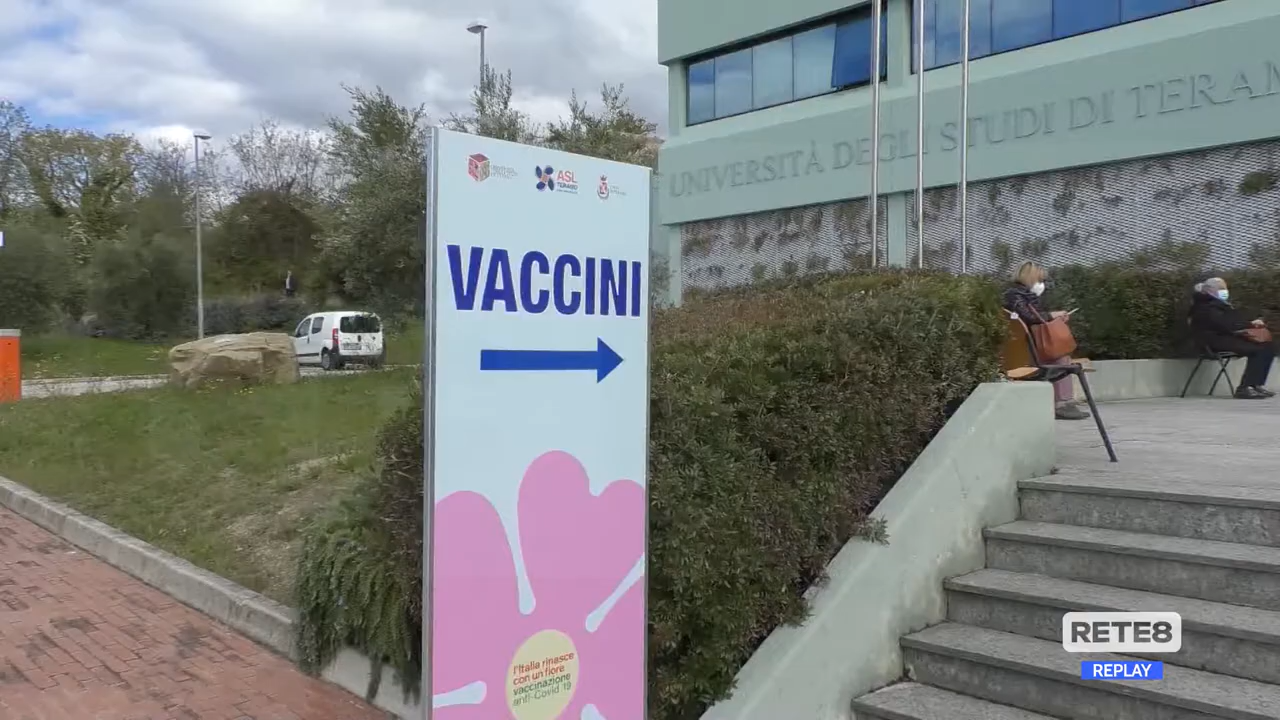 UNIVERSITÀ DEGLI STUDI DI TERAM
ASL
TERAMO
VACCINI
l'Italia rinasce
con un fiore
vaccinazione
anti-Covid 19
RETE8
REPLAY